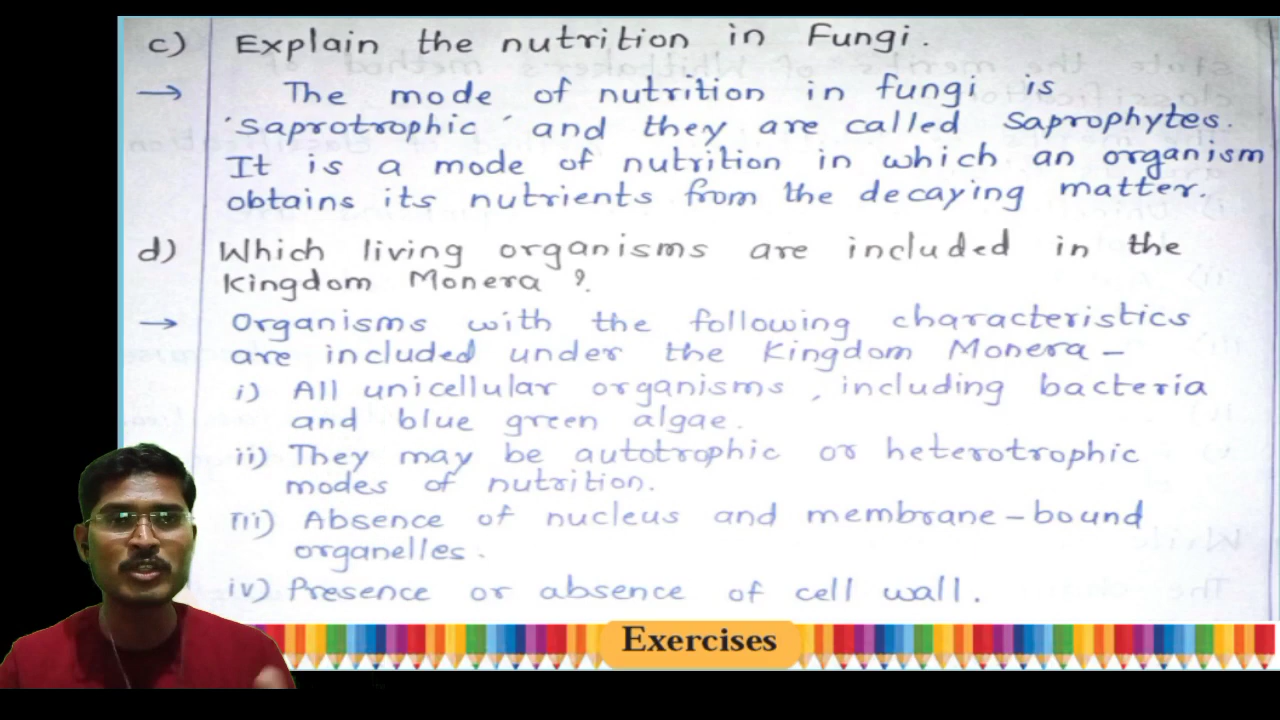 c) Explain the nutrition in Fungi.
→ The mode of nutrition in fungi is
'saprotrophic' and they are called saprophytes.
It is a mode of nutrition in which an organism
obtains its nutrients from the decaying matter.
d) Which living organisms are included in the
Kingdom Monera ?
→ Organisms with the following characteristics
are included under the Kingdom Monera –
i) All unicellular organisms, including bacteria
and blue green algae.
ii) They may be autotrophic or heterotrophic
modes of nutrition.
iii) Absence of nucleus and membrane-bound
organelles.
iv) Presence or absence of cell wall.
Exercises